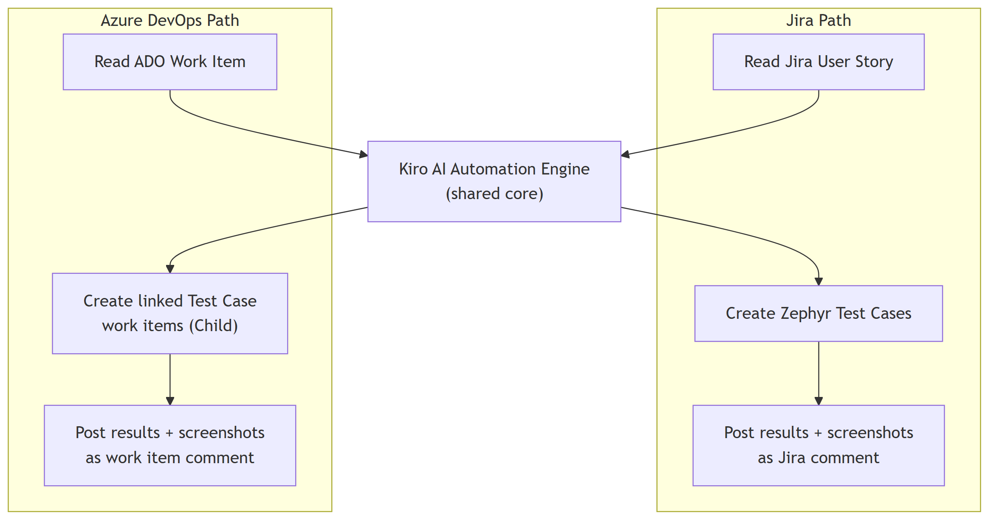 Azure DevOps Path
Read ADO Work Item
Jira Path
Read Jira User Story
Kiro AI Automation Engine
(shared core)
Create linked Test Case
work items (Child)
Create Zephyr Test Cases
Post results + screenshots
as work item comment
Post results + screenshots
as Jira comment